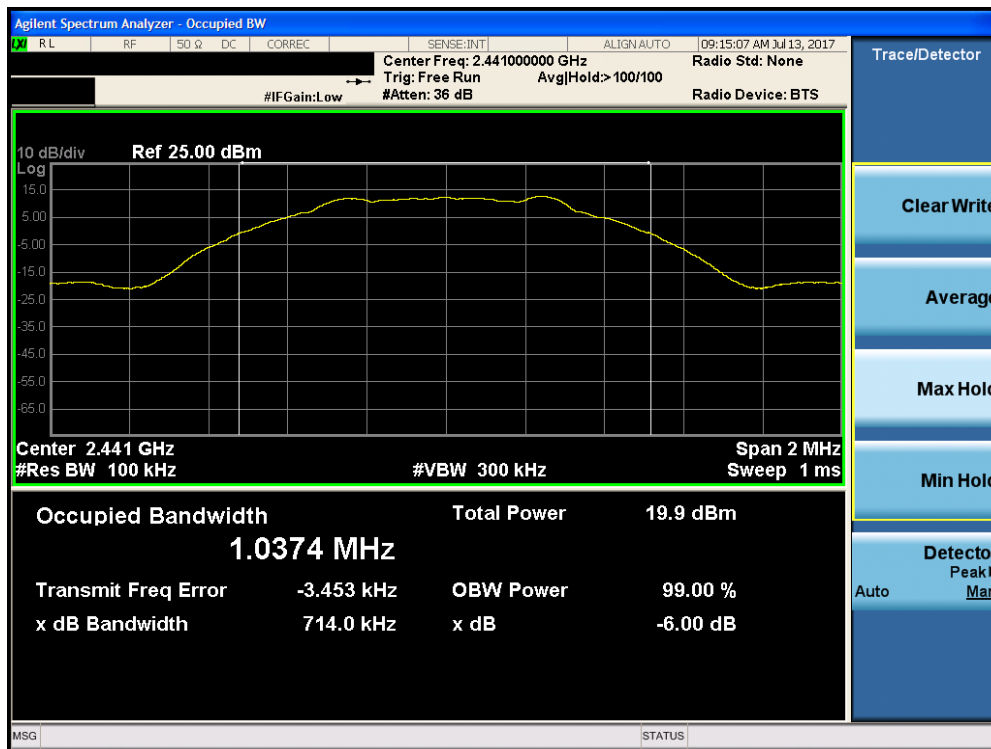 Agilent Spectrum Analyzer - Occupied BW
LXI RL RF 50 Ω DC CORREC SENSE:INT ALIGN AUTO 09:15:07 AM Jul 13, 2017
Center Freq: 2.441000000 GHz Radio Std: None
Trig: Free Run Avg|Hold:>100/100
#IFGain:Low #Atten: 36 dB Radio Device: BTS
Trace/Detector
10 dB/div Ref 25.00 dBm
Log
15.0
5.00
-5.00
-15.0
-25.0
-35.0
-45.0
-55.0
-65.0
Center 2.441 GHz Span 2 MHz
#Res BW 100 kHz #VBW 300 kHz Sweep 1 ms
Occupied Bandwidth Total Power 19.9 dBm
1.0374 MHz
Transmit Freq Error -3.453 kHz OBW Power 99.00 %
x dB Bandwidth 714.0 kHz x dB -6.00 dB
Clear Write
Average
Max Hold
Min Hold
Detecto
Peak
Auto Man
MSG STATUS